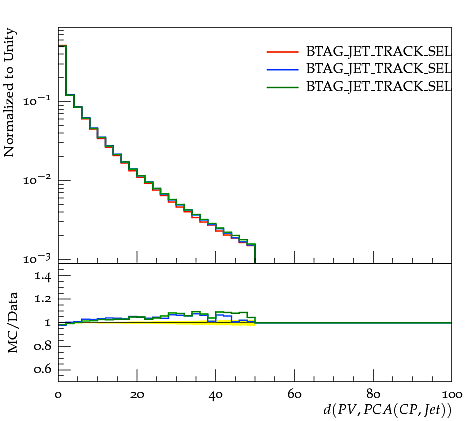 Normalized to Unity
BTAG_JET_TRACK_SEL
BTAG_JET_TRACK_SEL
BTAG_JET_TRACK_SEL
10⁻¹
10⁻²
10⁻³
MC/Data
1.4
1.2
1
0.8
0.6
0 20 40 60 80 100
d(PV, PCA(CP, Jet))